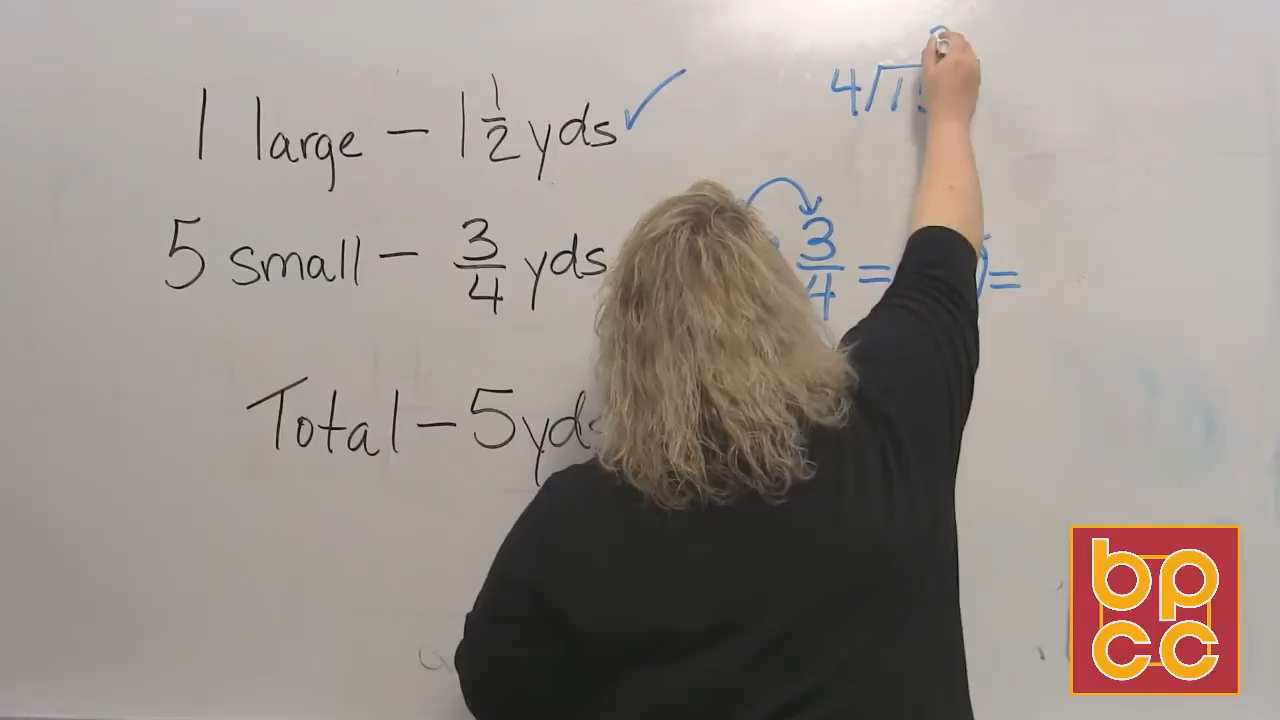 1 large – 1 1/2 yds ✓
4 / 15
5 small – 3/4 yds
3/4 = =
Total – 5 yds
bp
cc